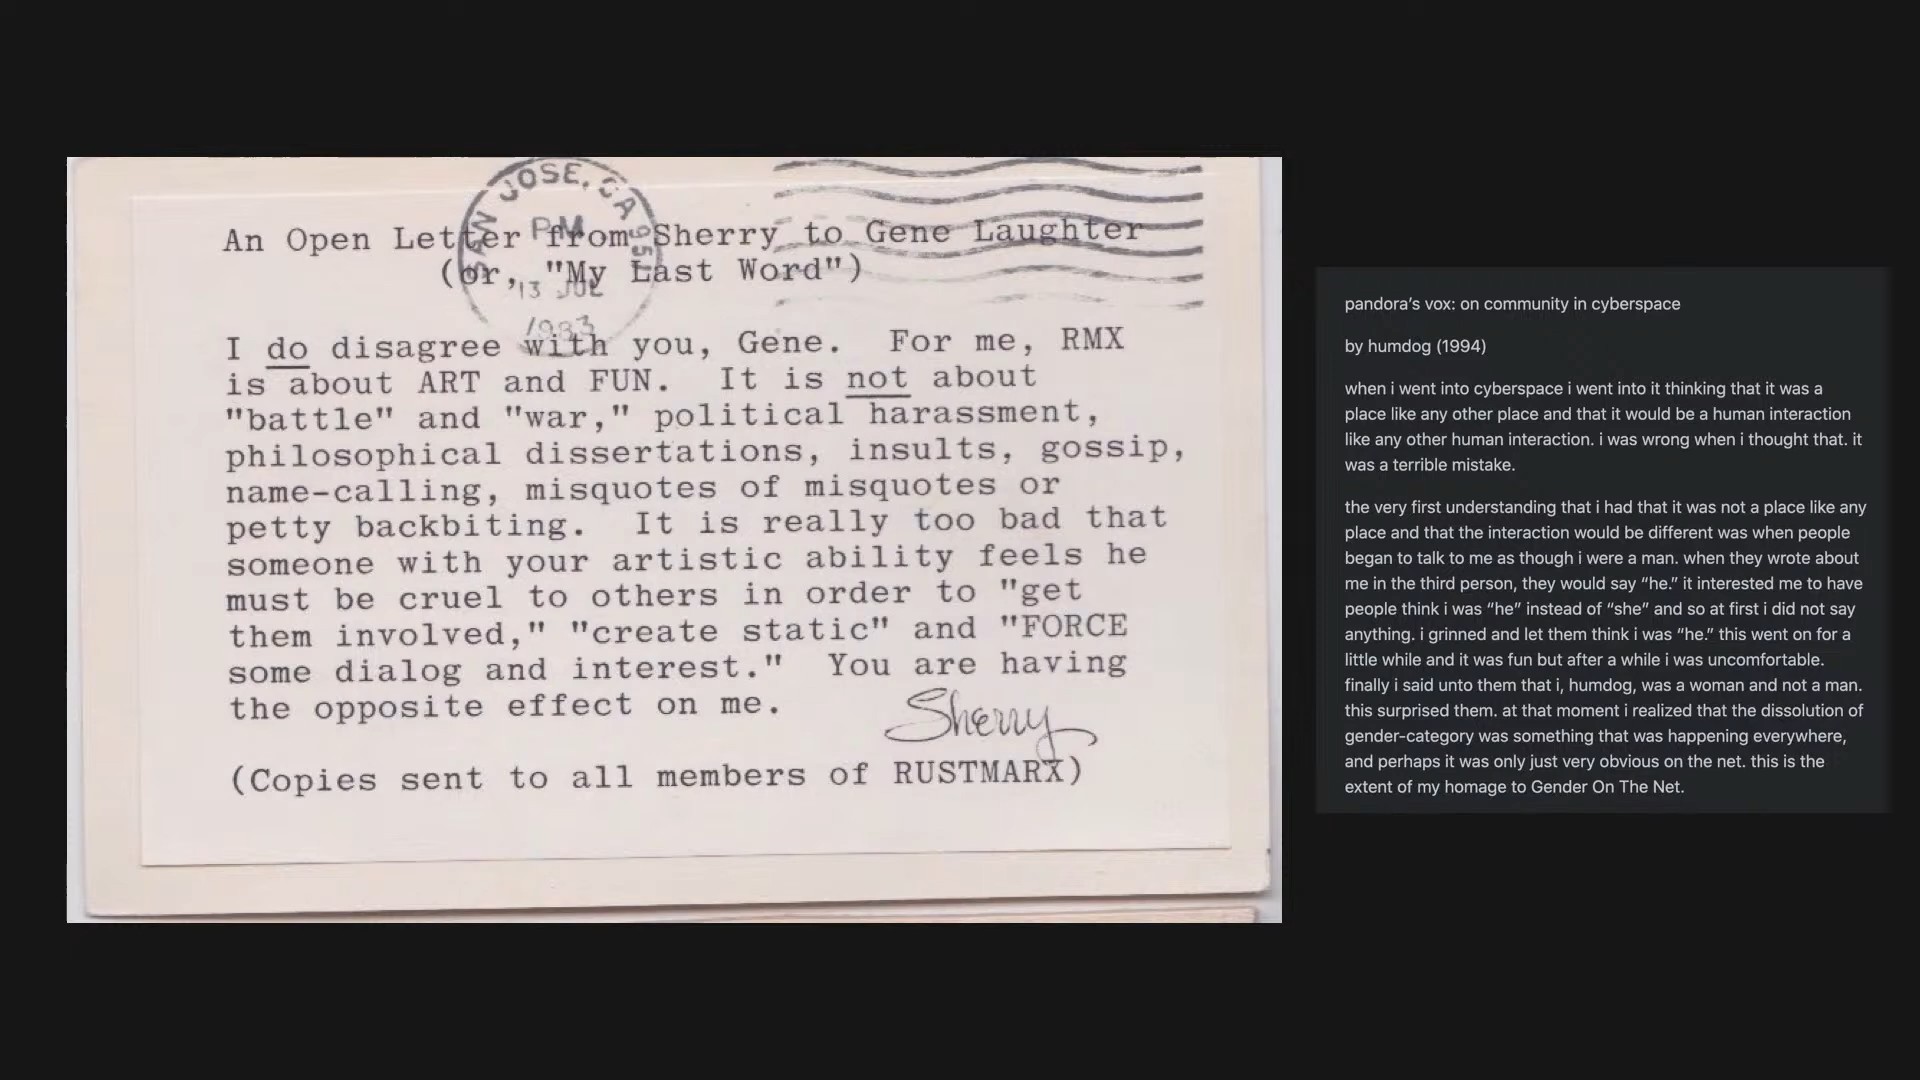 SAN JOSE, CA 951
PM
13 JUL
1983
An Open Letter from Sherry to Gene Laughter
(or, "My Last Word")
I do disagree with you, Gene. For me, RMX
is about ART and FUN. It is not about
"battle" and "war," political harassment,
philosophical dissertations, insults, gossip,
name-calling, misquotes of misquotes or
petty backbiting. It is really too bad that
someone with your artistic ability feels he
must be cruel to others in order to "get
them involved," "create static" and "FORCE
some dialog and interest." You are having
the opposite effect on me.
Sherry
(Copies sent to all members of RUSTMARX)
pandora's vox: on community in cyberspace
by humdog (1994)
when i went into cyberspace i went into it thinking that it was a
place like any other place and that it would be a human interaction
like any other human interaction. i was wrong when i thought that. it
was a terrible mistake.
the very first understanding that i had that it was not a place like any
place and that the interaction would be different was when people
began to talk to me as though i were a man. when they wrote about
me in the third person, they would say “he.” it interested me to have
people think i was “he” instead of “she” and so at first i did not say
anything. i grinned and let them think i was “he.” this went on for a
little while and it was fun but after a while i was uncomfortable.
finally i said unto them that i, humdog, was a woman and not a man.
this surprised them. at that moment i realized that the dissolution of
gender-category was something that was happening everywhere,
and perhaps it was only just very obvious on the net. this is the
extent of my homage to Gender On The Net.